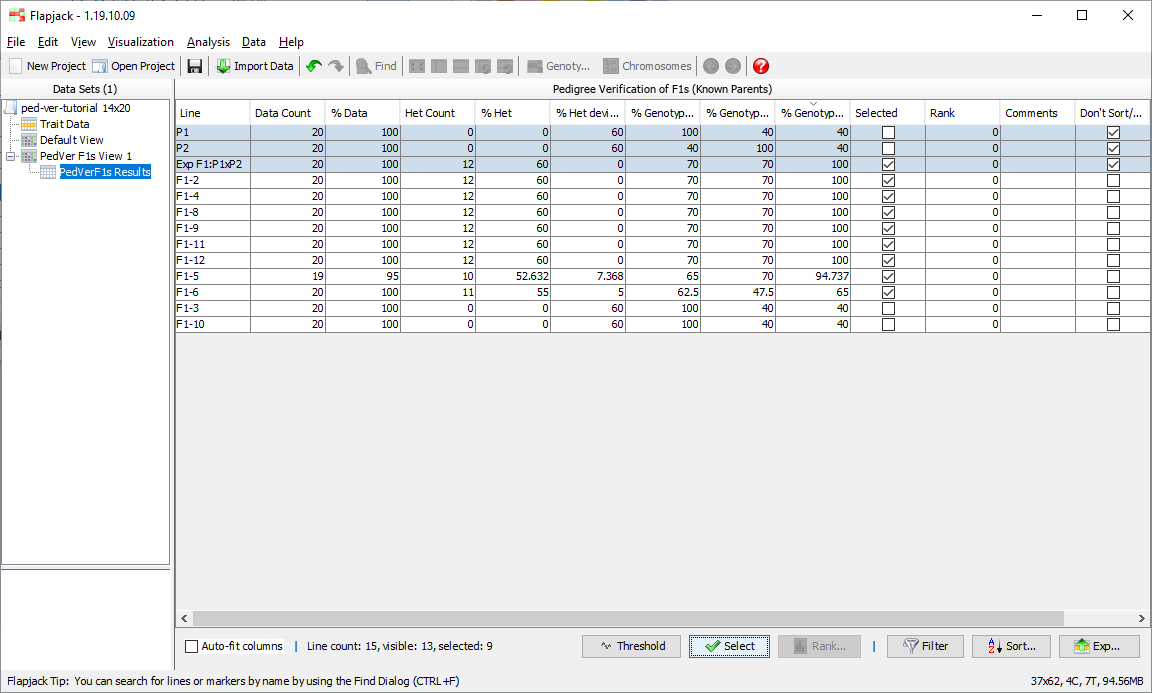 Flapjack - 1.19.10.09
File Edit View Visualization Analysis Data Help
New Project Open Project Import Data Find Genoty... Chromosomes
Data Sets (1)
ped-ver-tutorial 14x20
Trait Data
Default View
PedVer F1s View 1
PedVerF1s Results
Pedigree Verification of F1s (Known Parents)
Line Data Count % Data Het Count % Het % Het devi... % Genotyp... % Genotyp... % Genotyp... Selected Rank Comments Don't Sort/...
P1 20 100 0 0 60 100 40 40 0
P2 20 100 0 0 60 40 100 40 0
Exp F1:P1xP2 20 100 12 60 0 70 70 100 0
F1-2 20 100 12 60 0 70 70 100 0
F1-4 20 100 12 60 0 70 70 100 0
F1-8 20 100 12 60 0 70 70 100 0
F1-9 20 100 12 60 0 70 70 100 0
F1-11 20 100 12 60 0 70 70 100 0
F1-12 20 100 12 60 0 70 70 100 0
F1-5 19 95 10 52.632 7.368 65 70 94.737 0
F1-6 20 100 11 55 5 62.5 47.5 65 0
F1-3 20 100 0 0 60 100 40 40 0
F1-10 20 100 0 0 60 100 40 40 0
Auto-fit columns | Line count: 15, visible: 13, selected: 9 Threshold Select Rank... | Filter Sort... Exp...
Flapjack Tip: You can search for lines or markers by name by using the Find Dialog (CTRL+F) 37x62, 4C, 7T, 94.56MB